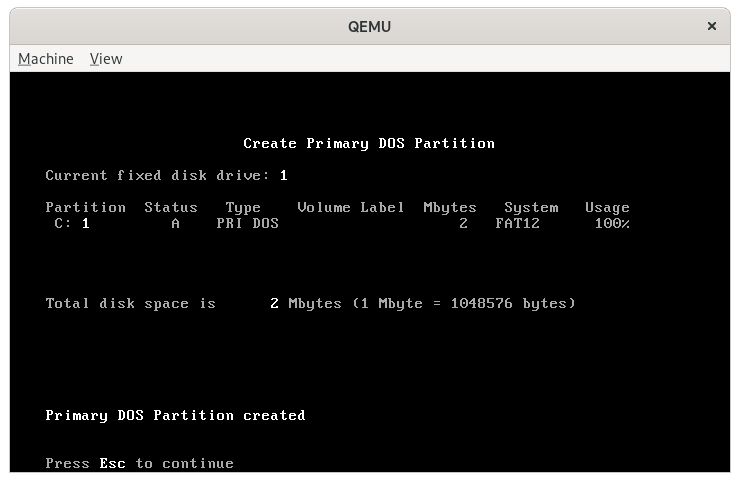 QEMU ×
Machine View
Create Primary DOS Partition
Current fixed disk drive: 1
Partition Status Type Volume Label Mbytes System Usage
C: 1 A PRI DOS 2 FAT12 100%
Total disk space is 2 Mbytes (1 Mbyte = 1048576 bytes)
Primary DOS Partition created
Press Esc to continue